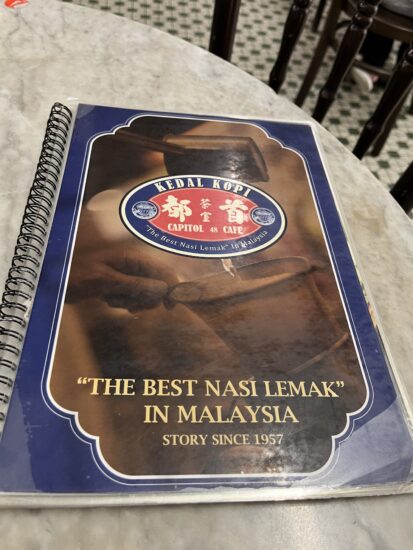 KEDAI KOPI
都 茶室 首
CAPITOL 48 CAFE
"The Best Nasi Lemak" In Malaysia
"THE BEST NASI LEMAK"
IN MALAYSIA
STORY SINCE 1957